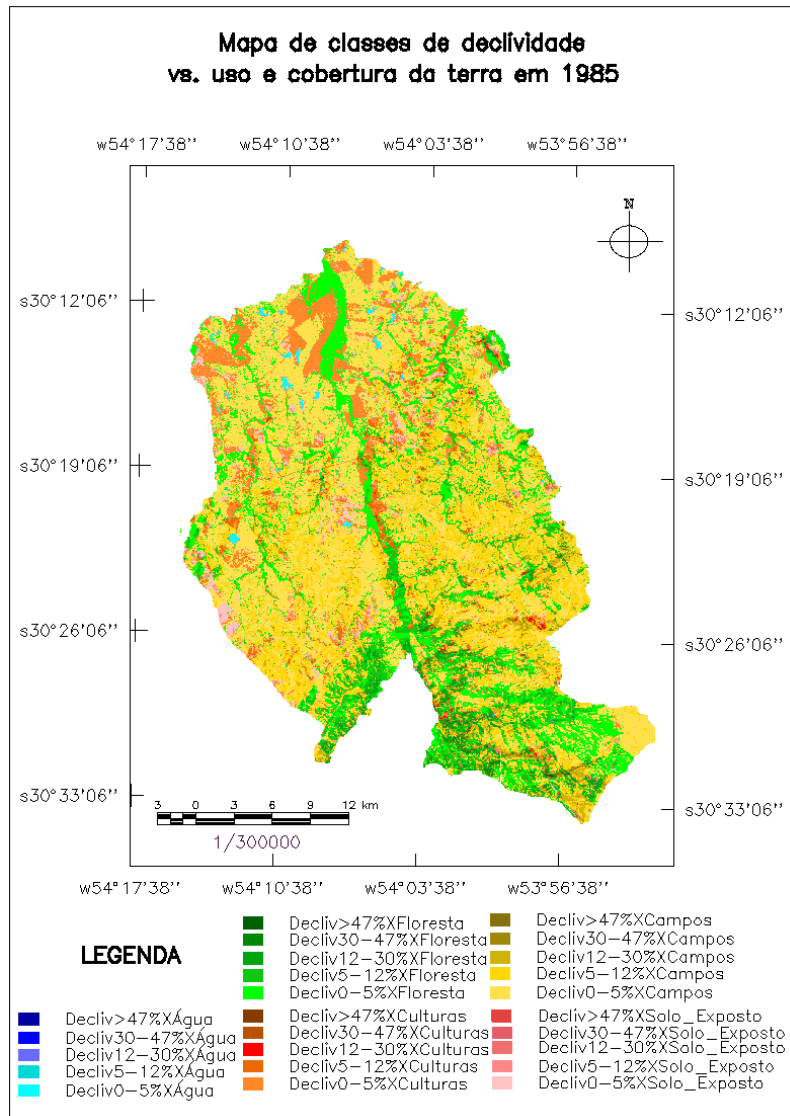 Mapa de classes de declividade
vs. uso e cobertura da terra em 1985
w54°17'38'' w54°10'38'' w54°03'38'' w53°56'38''
N
s30°12'06'' s30°12'06''
s30°19'06'' s30°19'06''
s30°26'06'' s30°26'06''
s30°33'06'' s30°33'06''
3 0 3 6 9 12 km
1/300000
w54°17'38'' w54°10'38'' w54°03'38'' w53°56'38''
LEGENDA
Decliv>47%XÁgua
Decliv30-47%XÁgua
Decliv12-30%XÁgua
Decliv5-12%XÁgua
Decliv0-5%XÁgua
Decliv>47%XFloresta
Decliv30-47%XFloresta
Decliv12-30%XFloresta
Decliv5-12%XFloresta
Decliv0-5%XFloresta
Decliv>47%XCulturas
Decliv30-47%XCulturas
Decliv12-30%XCulturas
Decliv5-12%XCulturas
Decliv0-5%XCulturas
Decliv>47%XCampos
Decliv30-47%XCampos
Decliv12-30%XCampos
Decliv5-12%XCampos
Decliv0-5%XCampos
Decliv>47%XSolo_Exposto
Decliv30-47%XSolo_Exposto
Decliv12-30%XSolo_Exposto
Decliv5-12%XSolo_Exposto
Decliv0-5%XSolo_Exposto